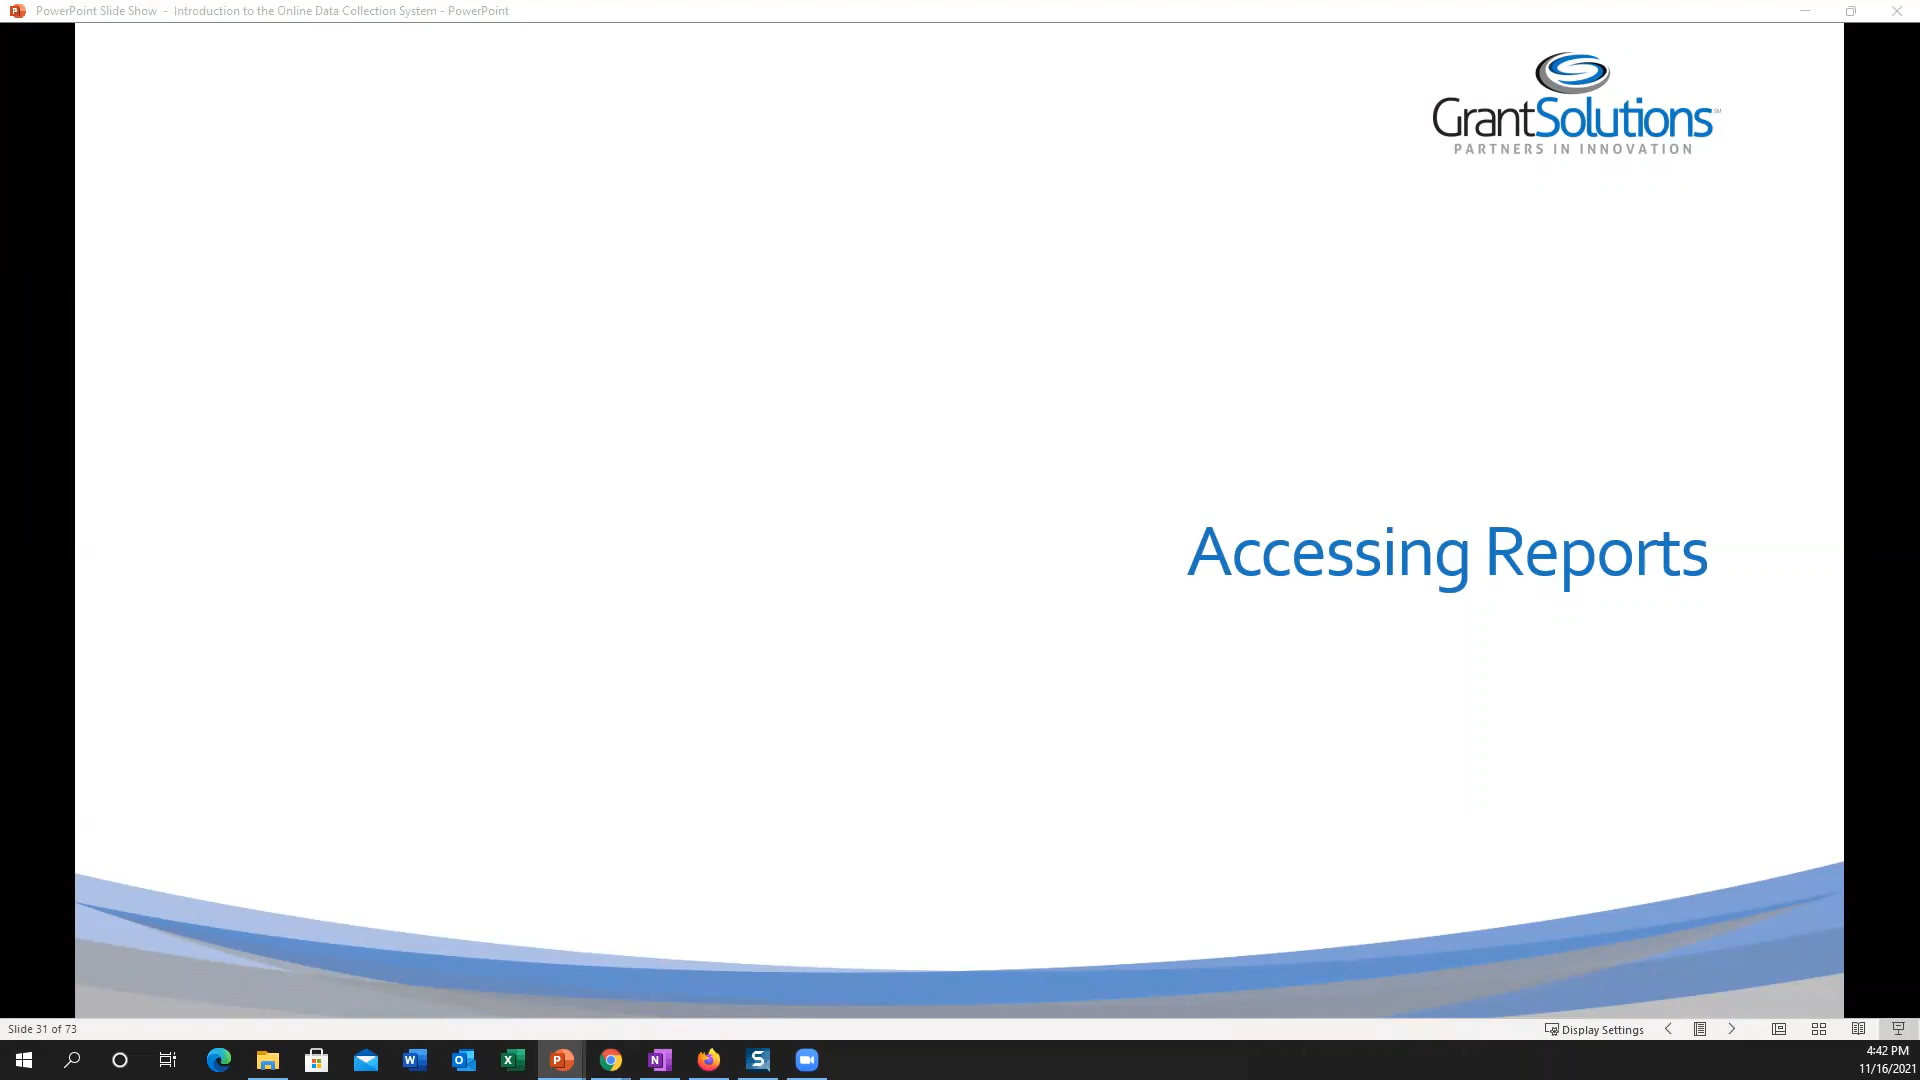 PowerPoint Slide Show - Introduction to the Online Data Collection System - PowerPoint
GrantSolutions SM
PARTNERS IN INNOVATION
Accessing Reports
Slide 31 of 73
Display Settings
4:42 PM
11/16/2021